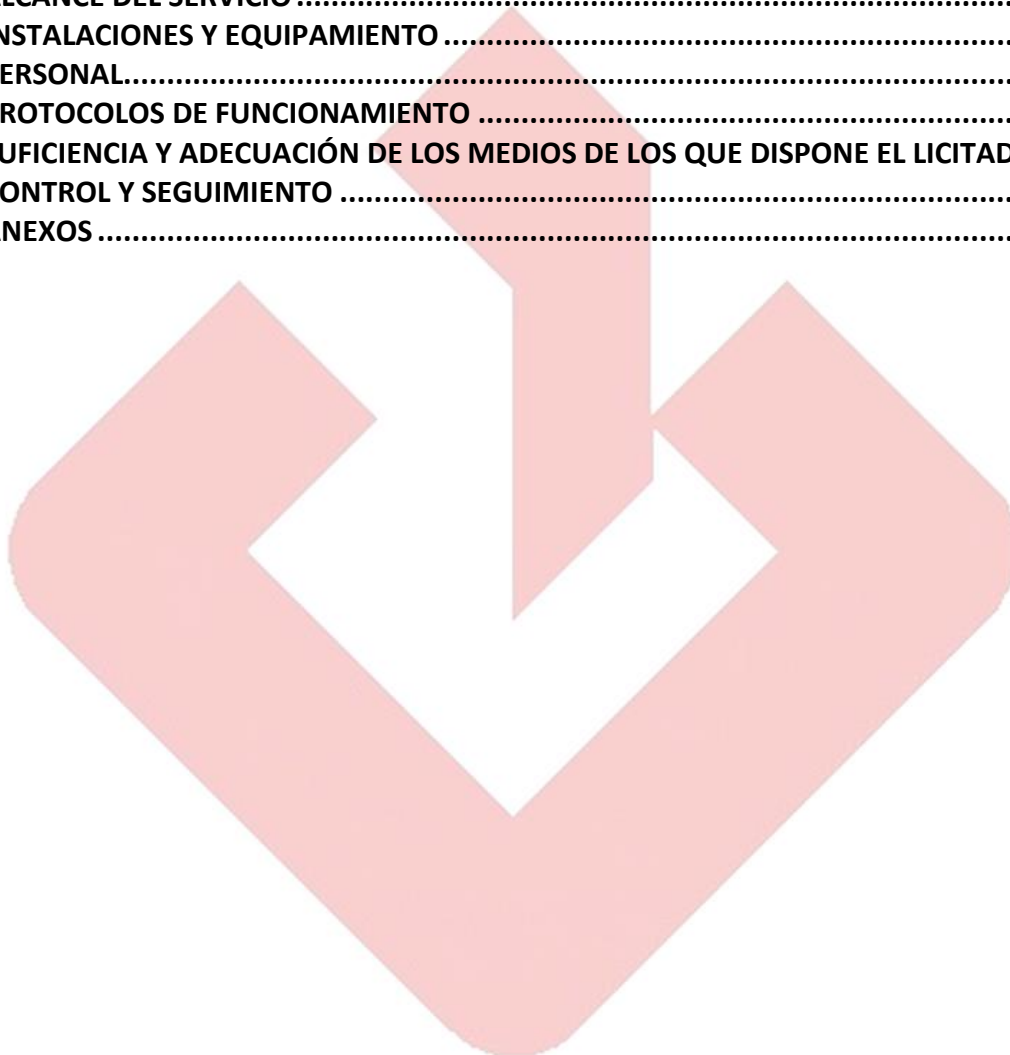 LCANCE DEL SERVICIO........................................................................
NSTALACIONES Y EQUIPAMIENTO........................................................
ERSONAL....................................................................................
ROTOCOLOS DE FUNCIONAMIENTO ....................................................
UFICIENCIA Y ADECUACIÓN DE LOS MEDIOS DE LOS QUE DISPONE EL LICITAD
ONTROL Y SEGUIMIENTO ................................................................
NEXOS........................................................................................